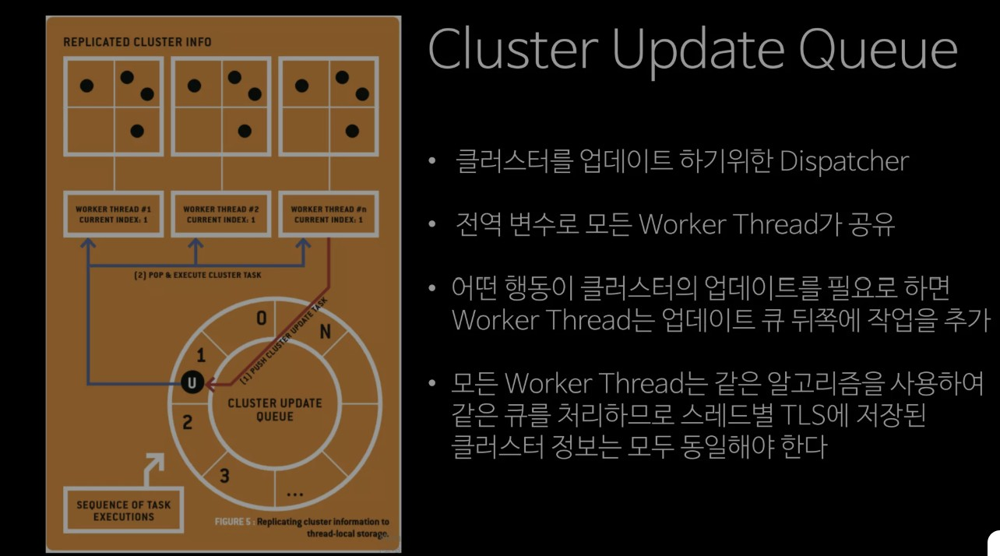 REPLICATED CLUSTER INFO
WORKER THREAD #1
CURRENT INDEX: 1
WORKER THREAD #2
CURRENT INDEX: 1
WORKER THREAD #n
CURRENT INDEX: 1
(2) POP & EXECUTE CLUSTER TASK
(1) PUSH CLUSTER UPDATE TASK
0
N
1
U
2
3
...
CLUSTER UPDATE
QUEUE
SEQUENCE OF TASK
EXECUTIONS
FIGURE 5 : Replicating cluster information to
thread-local storage.
Cluster Update Queue
• 클러스터를 업데이트 하기위한 Dispatcher
• 전역 변수로 모든 Worker Thread가 공유
• 어떤 행동이 클러스터의 업데이트를 필요로 하면
Worker Thread는 업데이트 큐 뒤쪽에 작업을 추가
• 모든 Worker Thread는 같은 알고리즘을 사용하여
같은 큐를 처리하므로 스레드별 TLS에 저장된
클러스터 정보는 모두 동일해야 한다